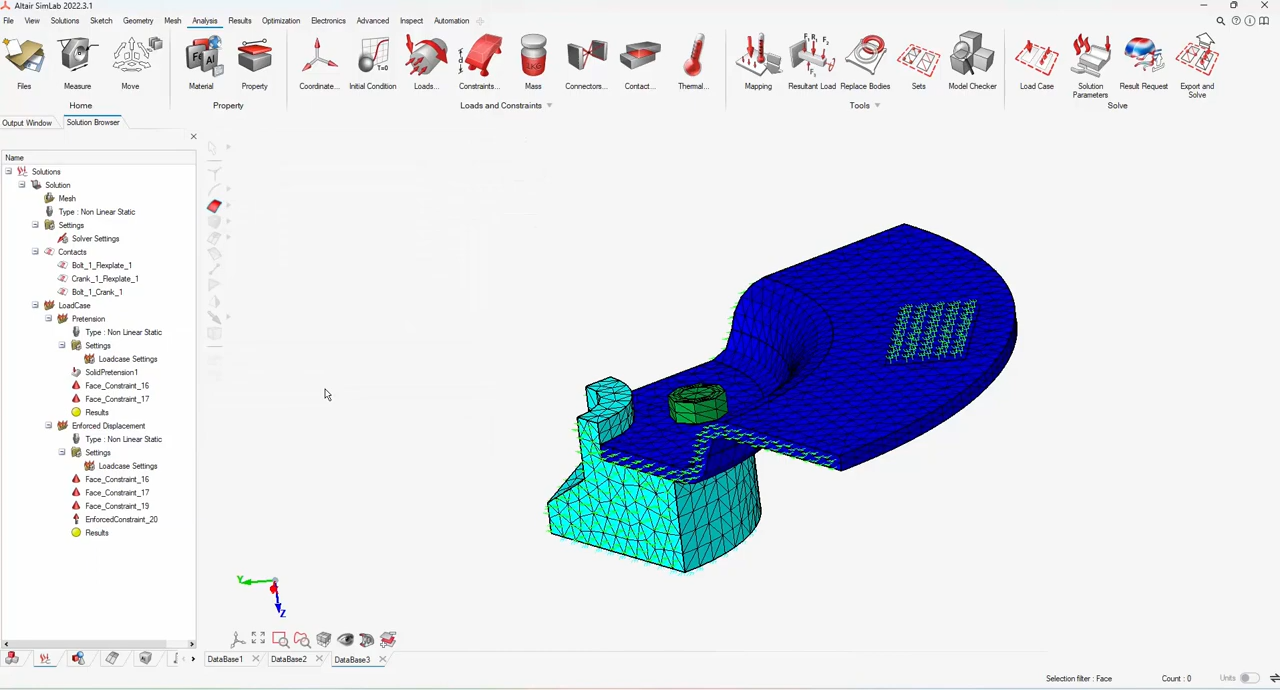 Altair SimLab 2022.3.1
File View Solutions Sketch Geometry Mesh Analysis Results Optimization Electronics Advanced Inspect Automation
Files Measure Move Material Property Coordinate... Initial Condition Loads... Constraints... Mass Connectors... Contact... Thermal... Mapping Resultant Load Replace Bodies Sets Model Checker Load Case Solution Parameters Result Request Export and Solve
Home Property Loads and Constraints Tools Solve
Output Window Solution Browser
Name
Solutions
Solution
Mesh
Type : Non Linear Static
Settings
Solver Settings
Contacts
Bolt_1_Flexplate_1
Crank_1_Flexplate_1
Bolt_1_Crank_1
LoadCase
Pretension
Type : Non Linear Static
Settings
Loadcase Settings
SolidPretension1
Face_Constraint_16
Face_Constraint_17
Results
Enforced Displacement
Type : Non Linear Static
Settings
Loadcase Settings
Face_Constraint_16
Face_Constraint_17
Face_Constraint_19
EnforcedConstraint_20
Results
Y
Z
DataBase1 DataBase2 DataBase3
Selection filter : Face Count : 0 Units